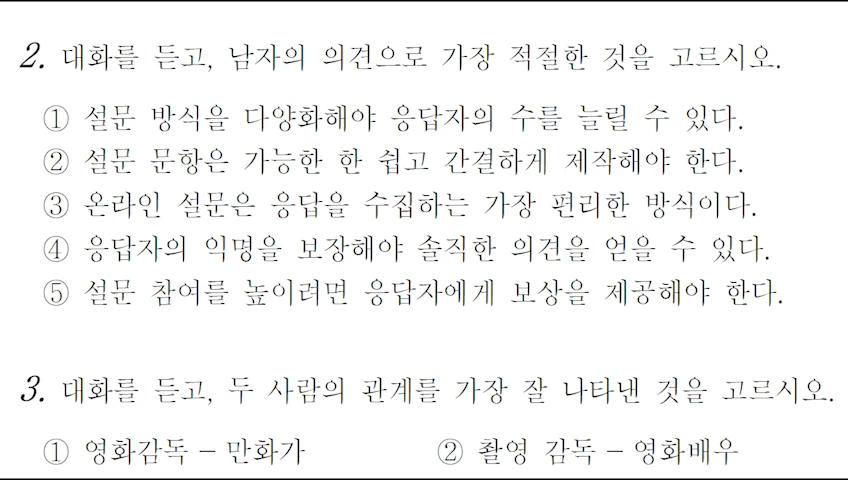 2. 대화를 듣고, 남자의 의견으로 가장 적절한 것을 고르시오.
① 설문 방식을 다양화해야 응답자의 수를 늘릴 수 있다.
② 설문 문항은 가능한 한 쉽고 간결하게 제작해야 한다.
③ 온라인 설문은 응답을 수집하는 가장 편리한 방식이다.
④ 응답자의 익명을 보장해야 솔직한 의견을 얻을 수 있다.
⑤ 설문 참여를 높이려면 응답자에게 보상을 제공해야 한다.
3. 대화를 듣고, 두 사람의 관계를 가장 잘 나타낸 것을 고르시오.
① 영화감독 – 만화가 ② 촬영 감독 – 영화배우